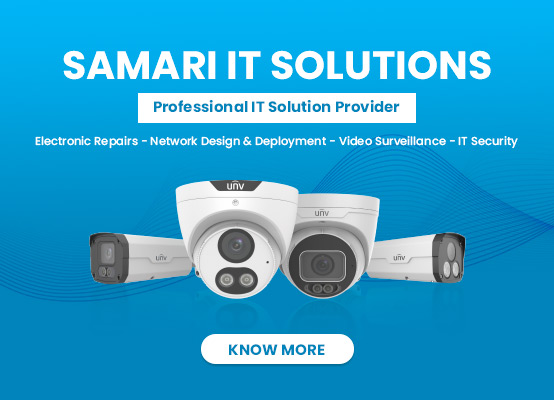 SAMARI IT SOLUTIONS
Professional IT Solution Provider
Electronic Repairs - Network Design & Deployment - Video Surveillance - IT Security
unv
unv
unv
unv
KNOW MORE